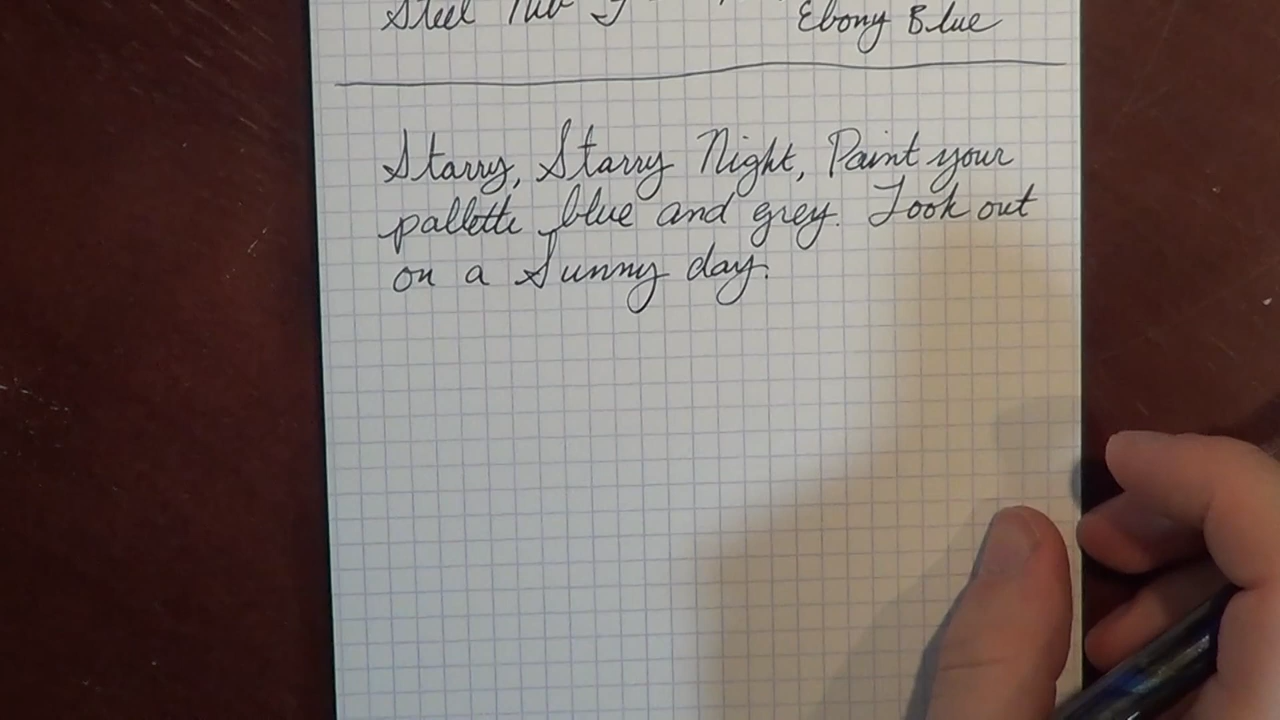 Steel Nib
Ebony Blue
Starry, Starry Night, Paint your
pallette blue and grey. Look out
on a Sunny day.